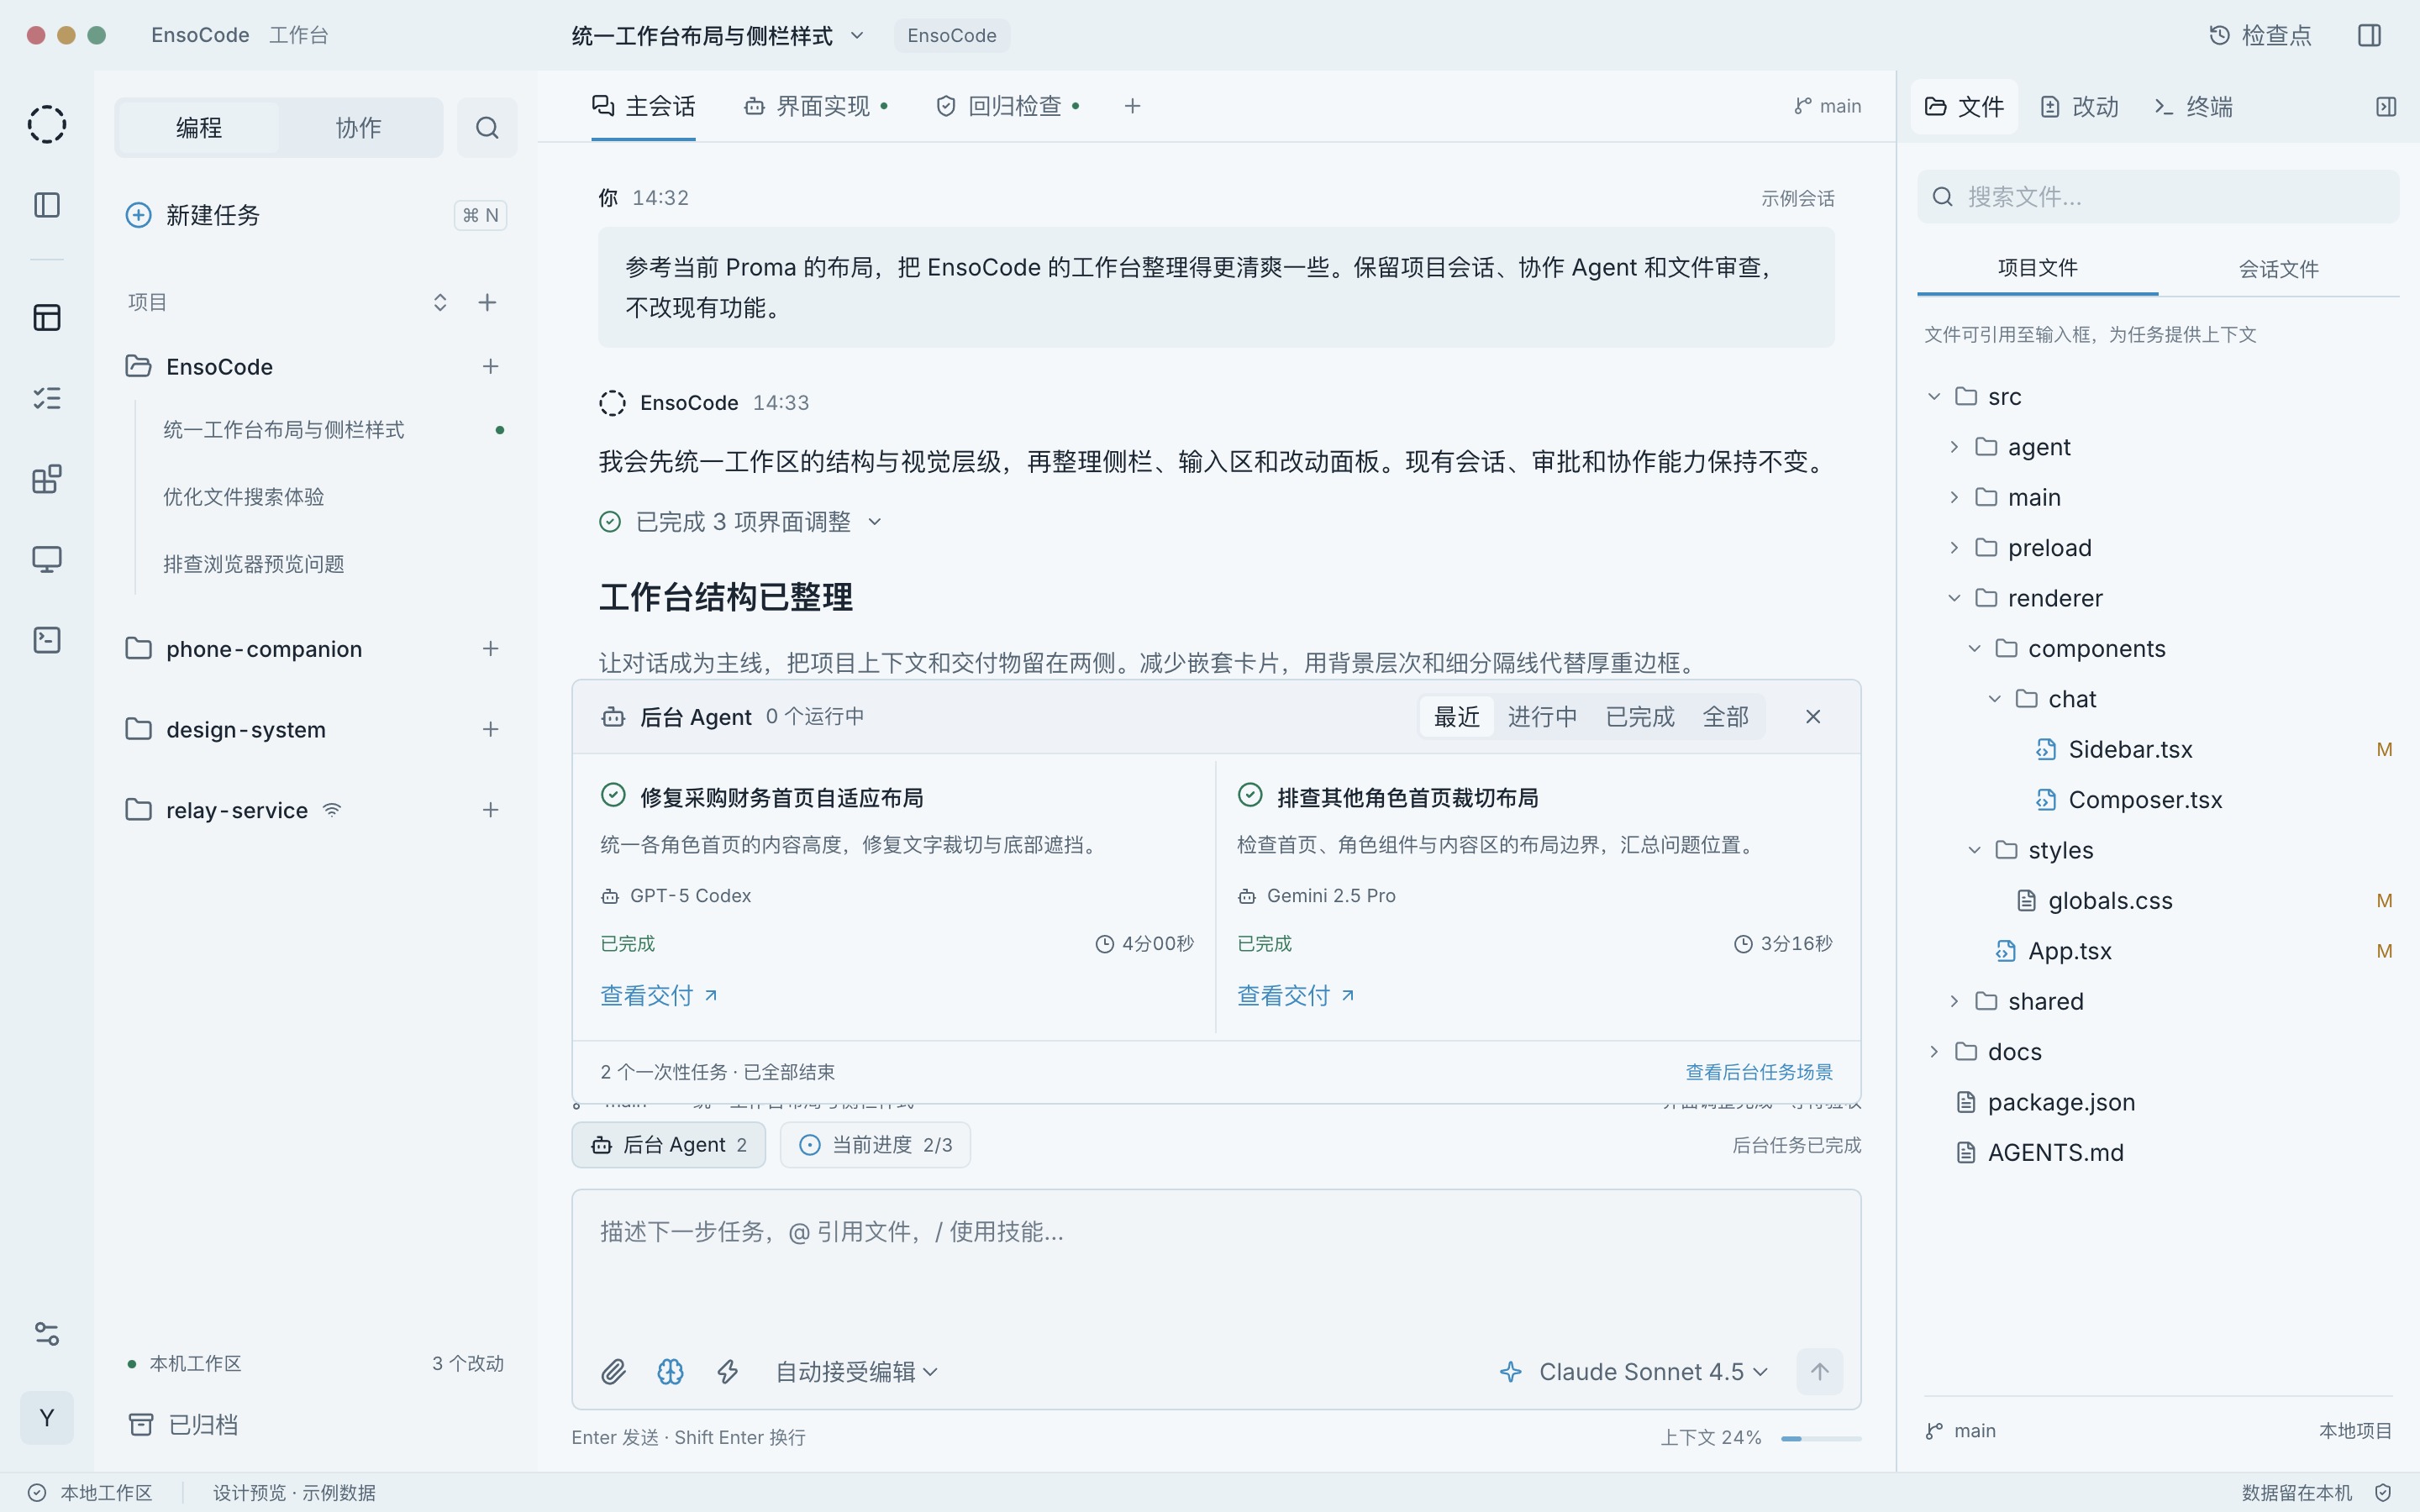 EnsoCode 工作台
统一工作台布局与侧栏样式 EnsoCode
检查点
编程 协作
新建任务 ⌘ N
项目
EnsoCode
统一工作台布局与侧栏样式
优化文件搜索体验
排查浏览器预览问题
phone-companion
design-system
relay-service
本机工作区 3 个改动
Y
已归档
主会话 界面实现 回归检查 main
你 14:32 示例会话
参考当前 Proma 的布局，把 EnsoCode 的工作台整理得更清爽一些。保留项目会话、协作 Agent 和文件审查，
不改现有功能。
EnsoCode 14:33
我会先统一工作区的结构与视觉层级，再整理侧栏、输入区和改动面板。现有会话、审批和协作能力保持不变。
已完成 3 项界面调整
工作台结构已整理
让对话成为主线，把项目上下文和交付物留在两侧。减少嵌套卡片，用背景层次和细分隔线代替厚重边框。
后台 Agent 0 个运行中 最近 进行中 已完成 全部
修复采购财务首页自适应布局
统一各角色首页的内容高度，修复文字裁切与底部遮挡。
GPT-5 Codex
已完成 4分00秒
查看交付
排查其他角色首页裁切布局
检查首页、角色组件与内容区的布局边界，汇总问题位置。
Gemini 2.5 Pro
已完成 3分16秒
查看交付
2 个一次性任务 · 已全部结束 查看后台任务场景
后台 Agent 2 当前进度 2/3 后台任务已完成
描述下一步任务，@ 引用文件，/ 使用技能...
自动接受编辑 Claude Sonnet 4.5
Enter 发送 · Shift Enter 换行 上下文 24%
文件 改动 终端
搜索文件...
项目文件 会话文件
文件可引用至输入框，为任务提供上下文
src
agent
main
preload
renderer
components
chat
Sidebar.tsx M
Composer.tsx
styles
globals.css M
App.tsx M
shared
docs
package.json
AGENTS.md
main 本地项目
本地工作区 设计预览 · 示例数据 数据留在本机